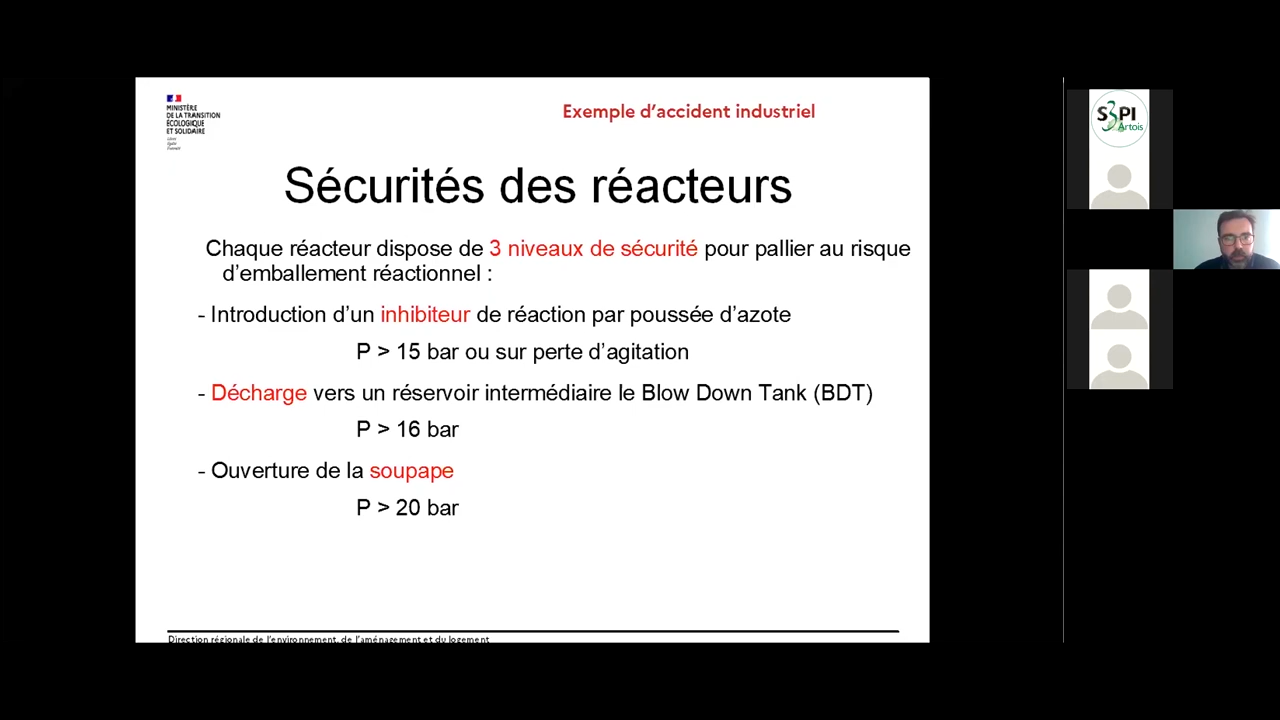 MINISTÈRE
DE LA TRANSITION
ÉCOLOGIQUE
ET SOLIDAIRE
Liberté
Égalité
Fraternité
Exemple d’accident industriel
Sécurités des réacteurs
Chaque réacteur dispose de 3 niveaux de sécurité pour pallier au risque
d’emballement réactionnel :
- Introduction d’un inhibiteur de réaction par poussée d’azote
P > 15 bar ou sur perte d’agitation
- Décharge vers un réservoir intermédiaire le Blow Down Tank (BDT)
P > 16 bar
- Ouverture de la soupape
P > 20 bar
Direction régionale de l’environnement, de l’aménagement et du logement
S3PI
Artois